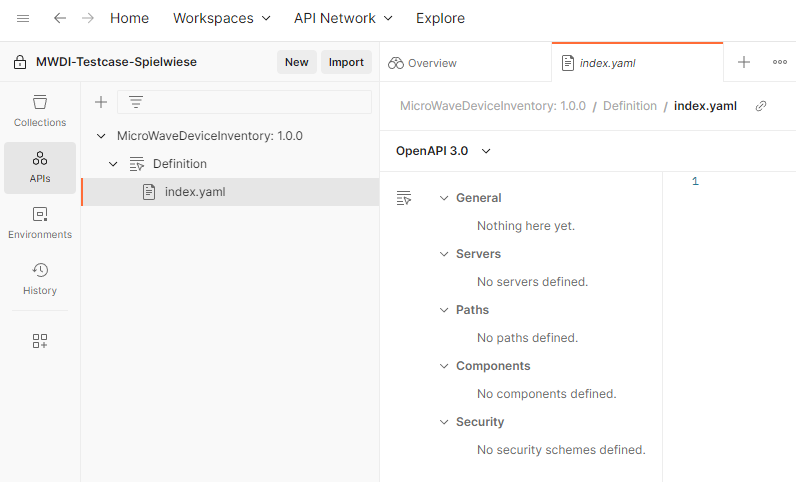 Home Workspaces API Network Explore
MWDI-Testcase-Spielwiese New Import
Overview index.yaml
Collections
APIs
Environments
History
MicroWaveDeviceInventory: 1.0.0
Definition
index.yaml
MicroWaveDeviceInventory: 1.0.0 / Definition / index.yaml
OpenAPI 3.0
1
General
Nothing here yet.
Servers
No servers defined.
Paths
No paths defined.
Components
No components defined.
Security
No security schemes defined.